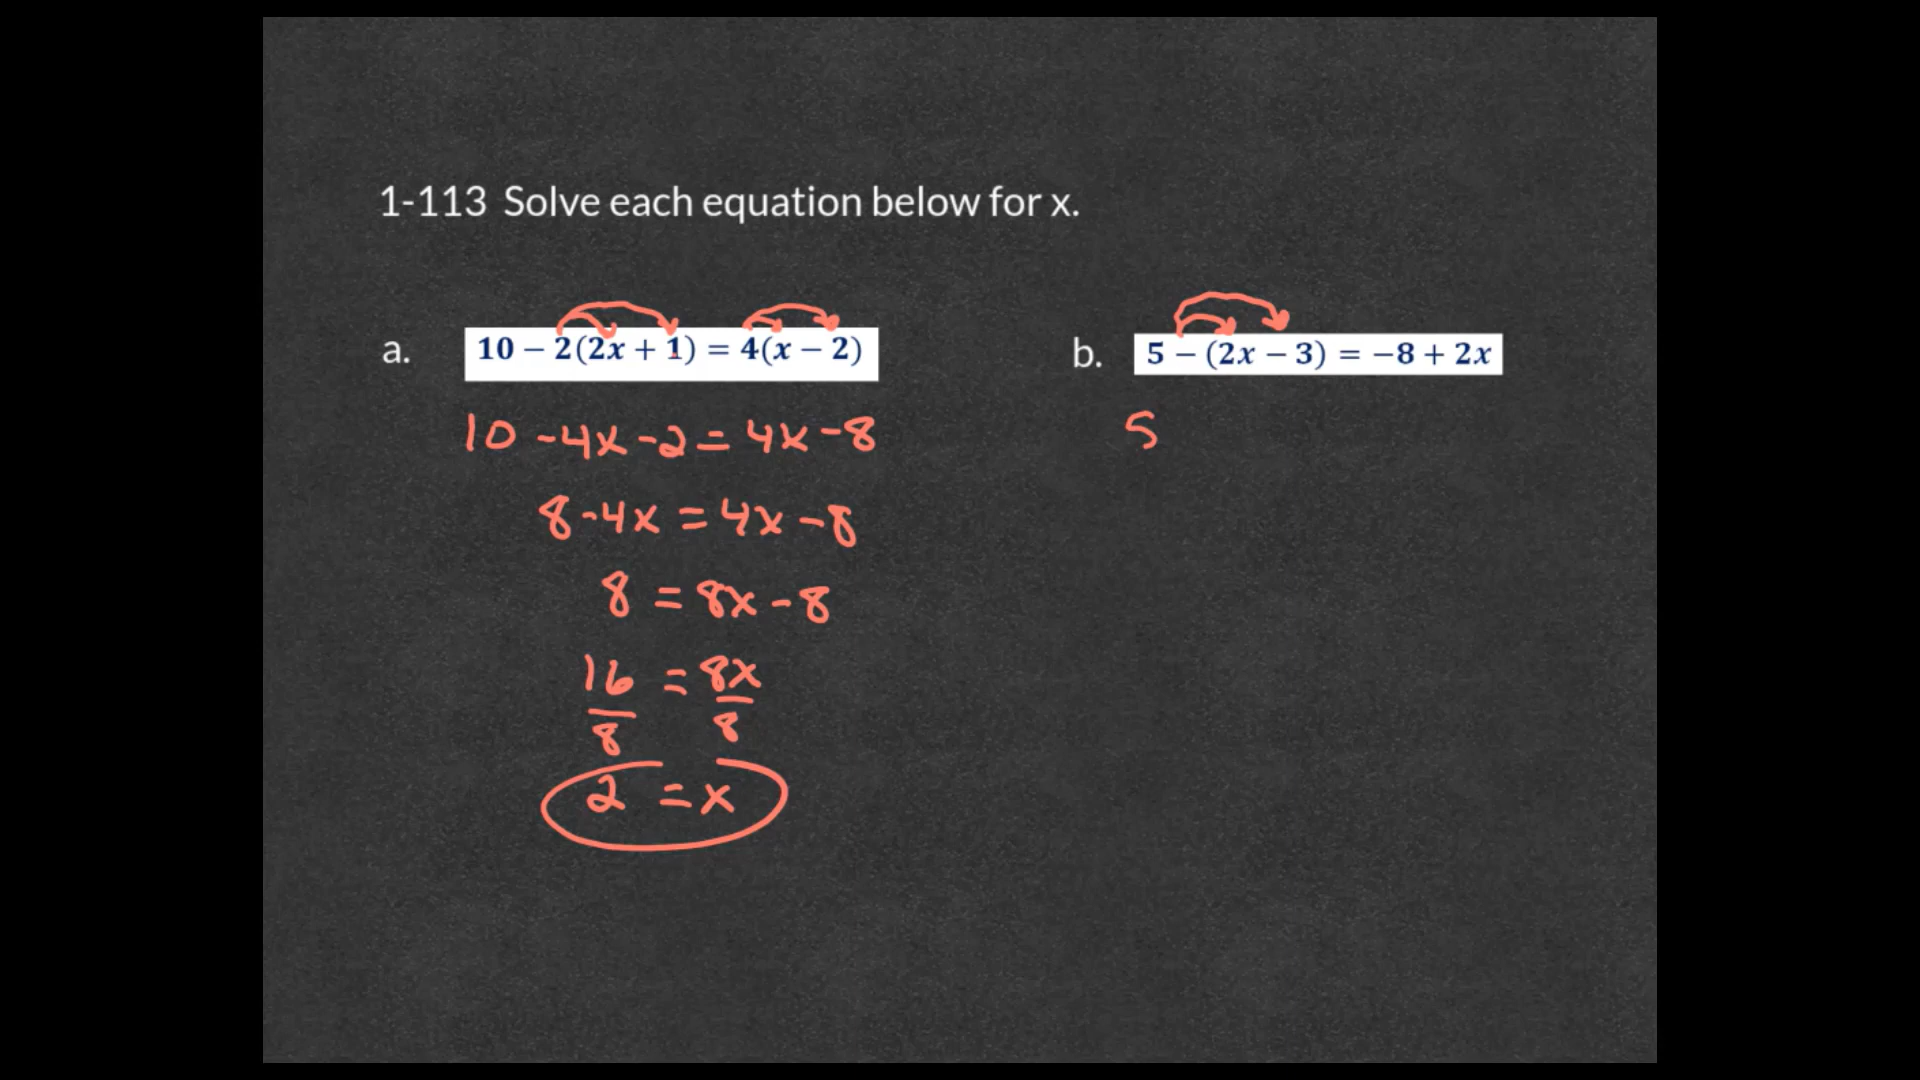 1-113 Solve each equation below for x.
a.
10 − 2(2x + 1) = 4(x − 2)
10 -4x -2 = 4x -8
8 -4x = 4x -8
8 = 8x -8
16 = 8x
8 8
2 = x
b.
5 − (2x − 3) = −8 + 2x
5